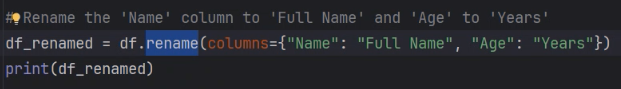 # Rename the 'Name' column to 'Full Name' and 'Age' to 'Years'
df_renamed = df.rename(columns={"Name": "Full Name", "Age": "Years"})
print(df_renamed)